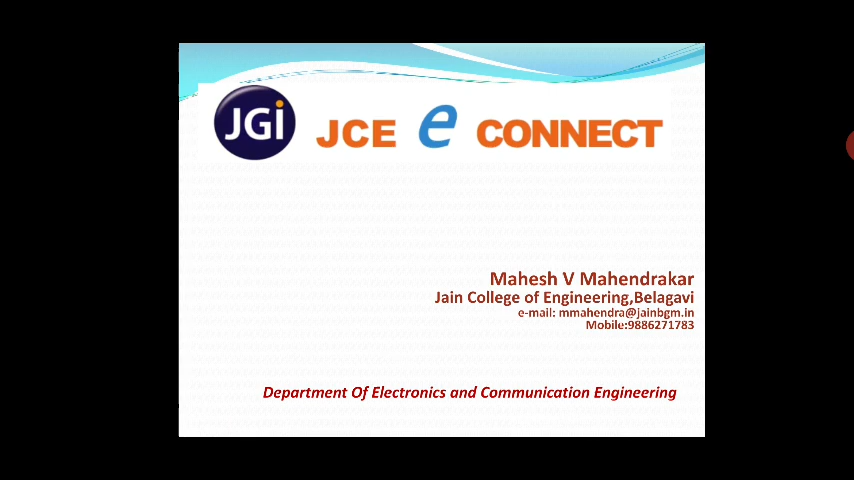 JGi JCE e CONNECT
Mahesh V Mahendrakar
Jain College of Engineering,Belagavi
e-mail: mmahendra@jainbgm.in
Mobile:9886271783
Department Of Electronics and Communication Engineering